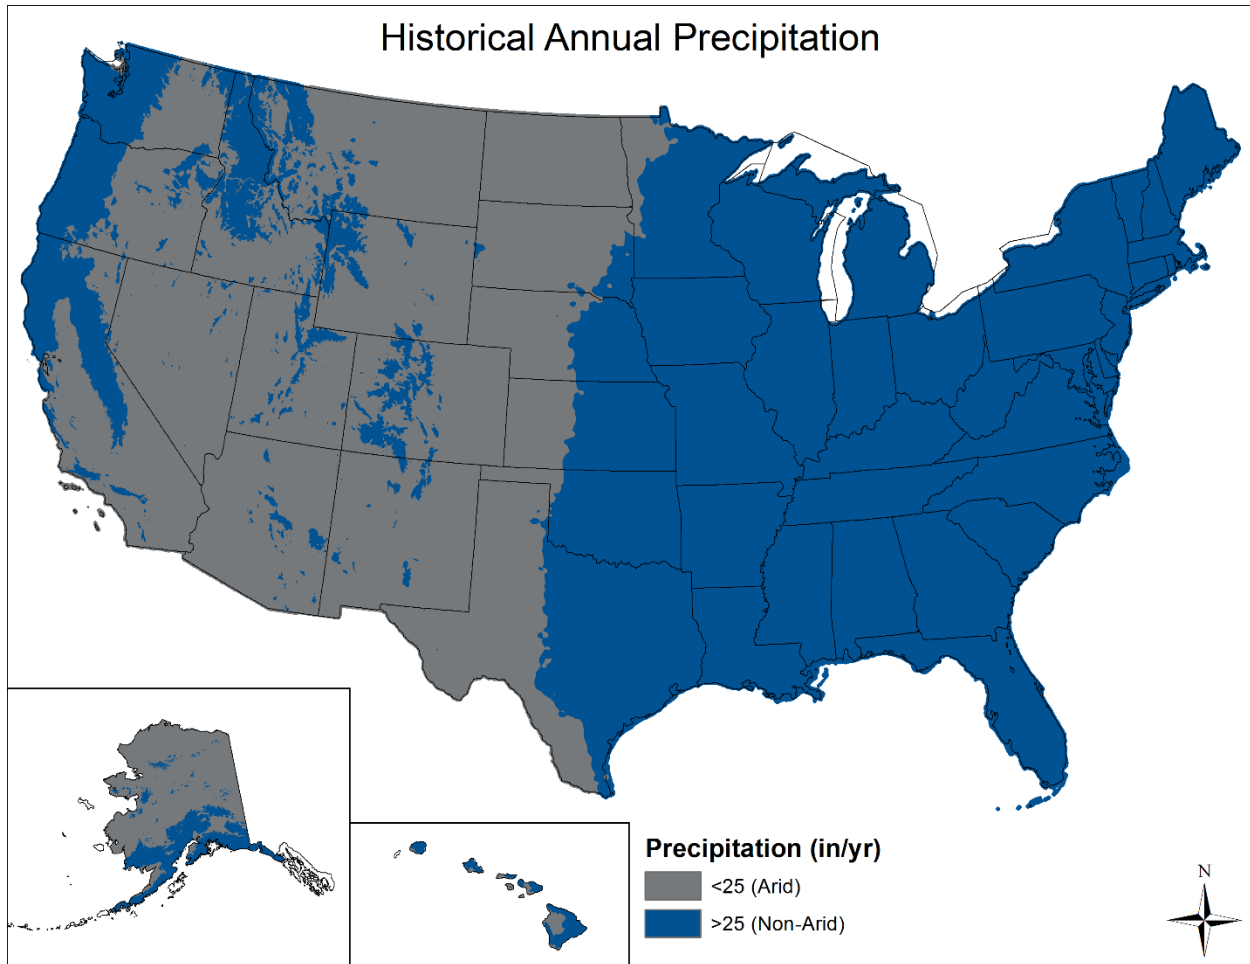 Historical Annual Precipitation
Precipitation (in/yr)
<25 (Arid)
>25 (Non-Arid)
N